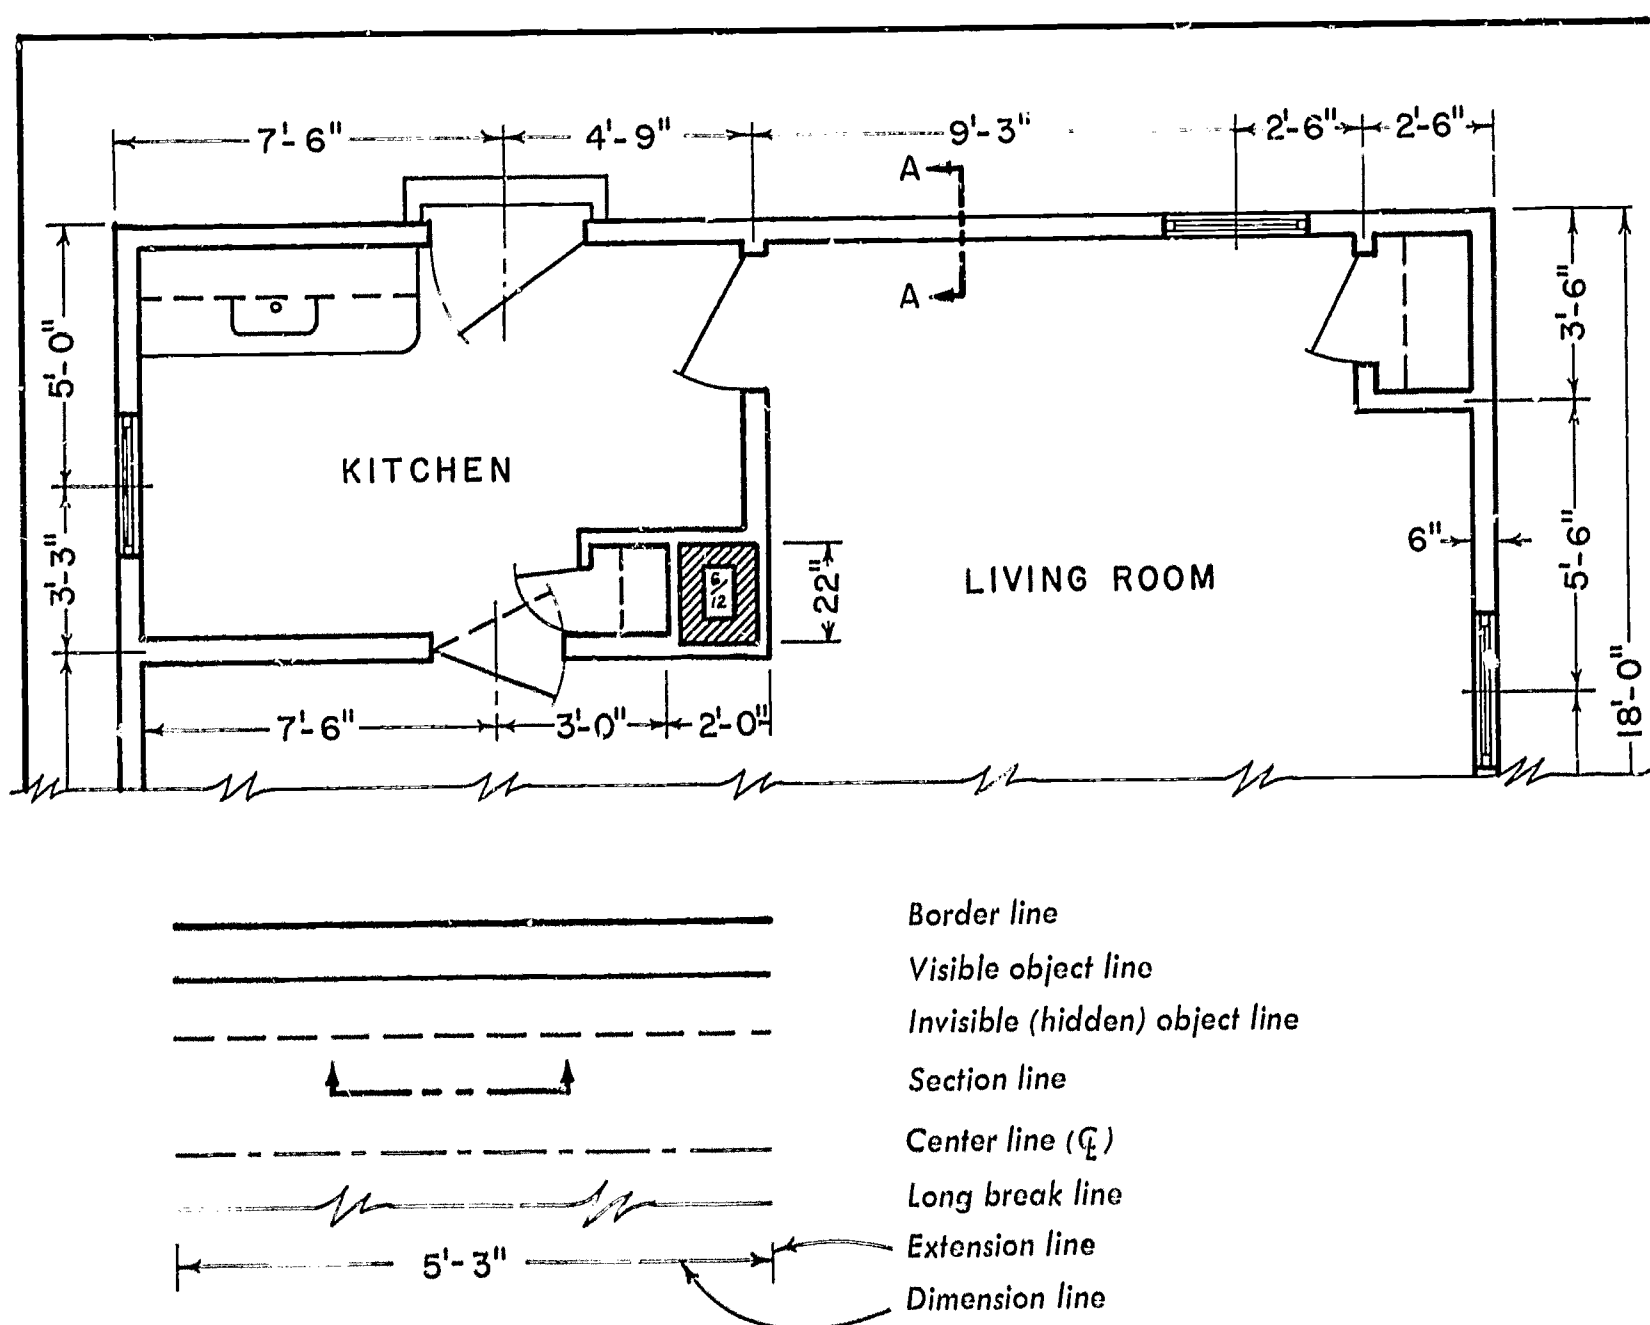 7'-6" 4'-9" 9'-3" 2'-6" 2'-6"
A
A
5'-0"
3'-6"
KITCHEN
3'-3"
6"
5'-6"
LIVING ROOM
6
12
22"
18'-0"
7'-6" 3'-0" 2'-0"
Border line
Visible object line
Invisible (hidden) object line
Section line
Center line (℄)
Long break line
Extension line
5'-3"
Dimension line